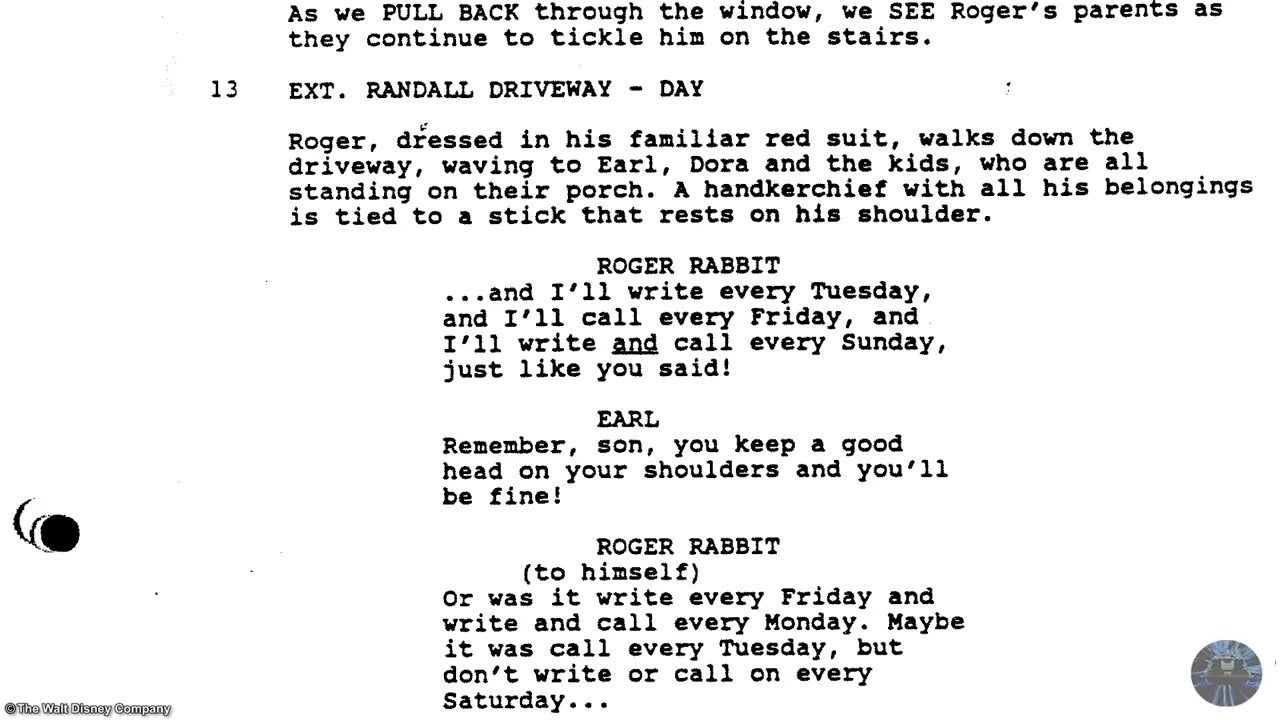 As we PULL BACK through the window, we SEE Roger's parents as
they continue to tickle him on the stairs.
13 EXT. RANDALL DRIVEWAY - DAY
Roger, dressed in his familiar red suit, walks down the
driveway, waving to Earl, Dora and the kids, who are all
standing on their porch. A handkerchief with all his belongings
is tied to a stick that rests on his shoulder.
ROGER RABBIT
...and I'll write every Tuesday,
and I'll call every Friday, and
I'll write and call every Sunday,
just like you said!
EARL
Remember, son, you keep a good
head on your shoulders and you'll
be fine!
ROGER RABBIT
(to himself)
Or was it write every Friday and
write and call every Monday. Maybe
it was call every Tuesday, but
don't write or call on every
Saturday...
©The Walt Disney Company